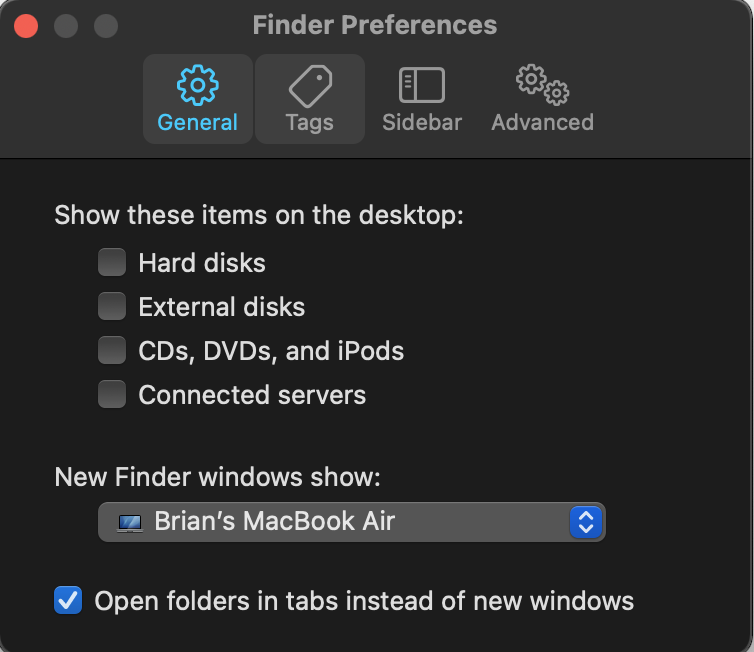 Finder Preferences
General Tags Sidebar Advanced
Show these items on the desktop:
Hard disks
External disks
CDs, DVDs, and iPods
Connected servers
New Finder windows show:
Brian’s MacBook Air
Open folders in tabs instead of new windows